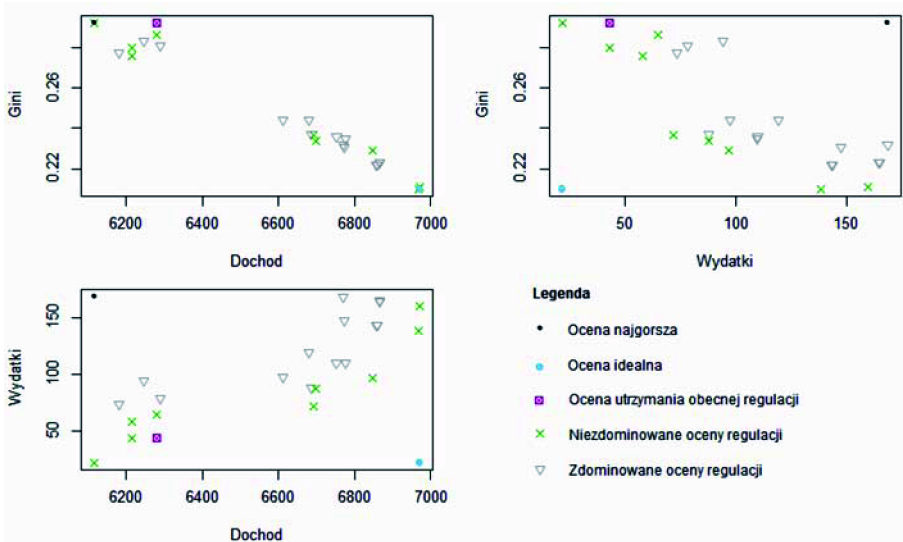 Gini
0.26
0.22
6200 6400 6600 6800 7000
Dochod
Gini
0.26
0.22
50 100 150
Wydatki
Wydatki
150
100
50
6200 6400 6600 6800 7000
Dochod
Legenda
Ocena najgorsza
Ocena idealna
Ocena utrzymania obecnej regulacji
Niezdominowane oceny regulacji
Zdominowane oceny regulacji